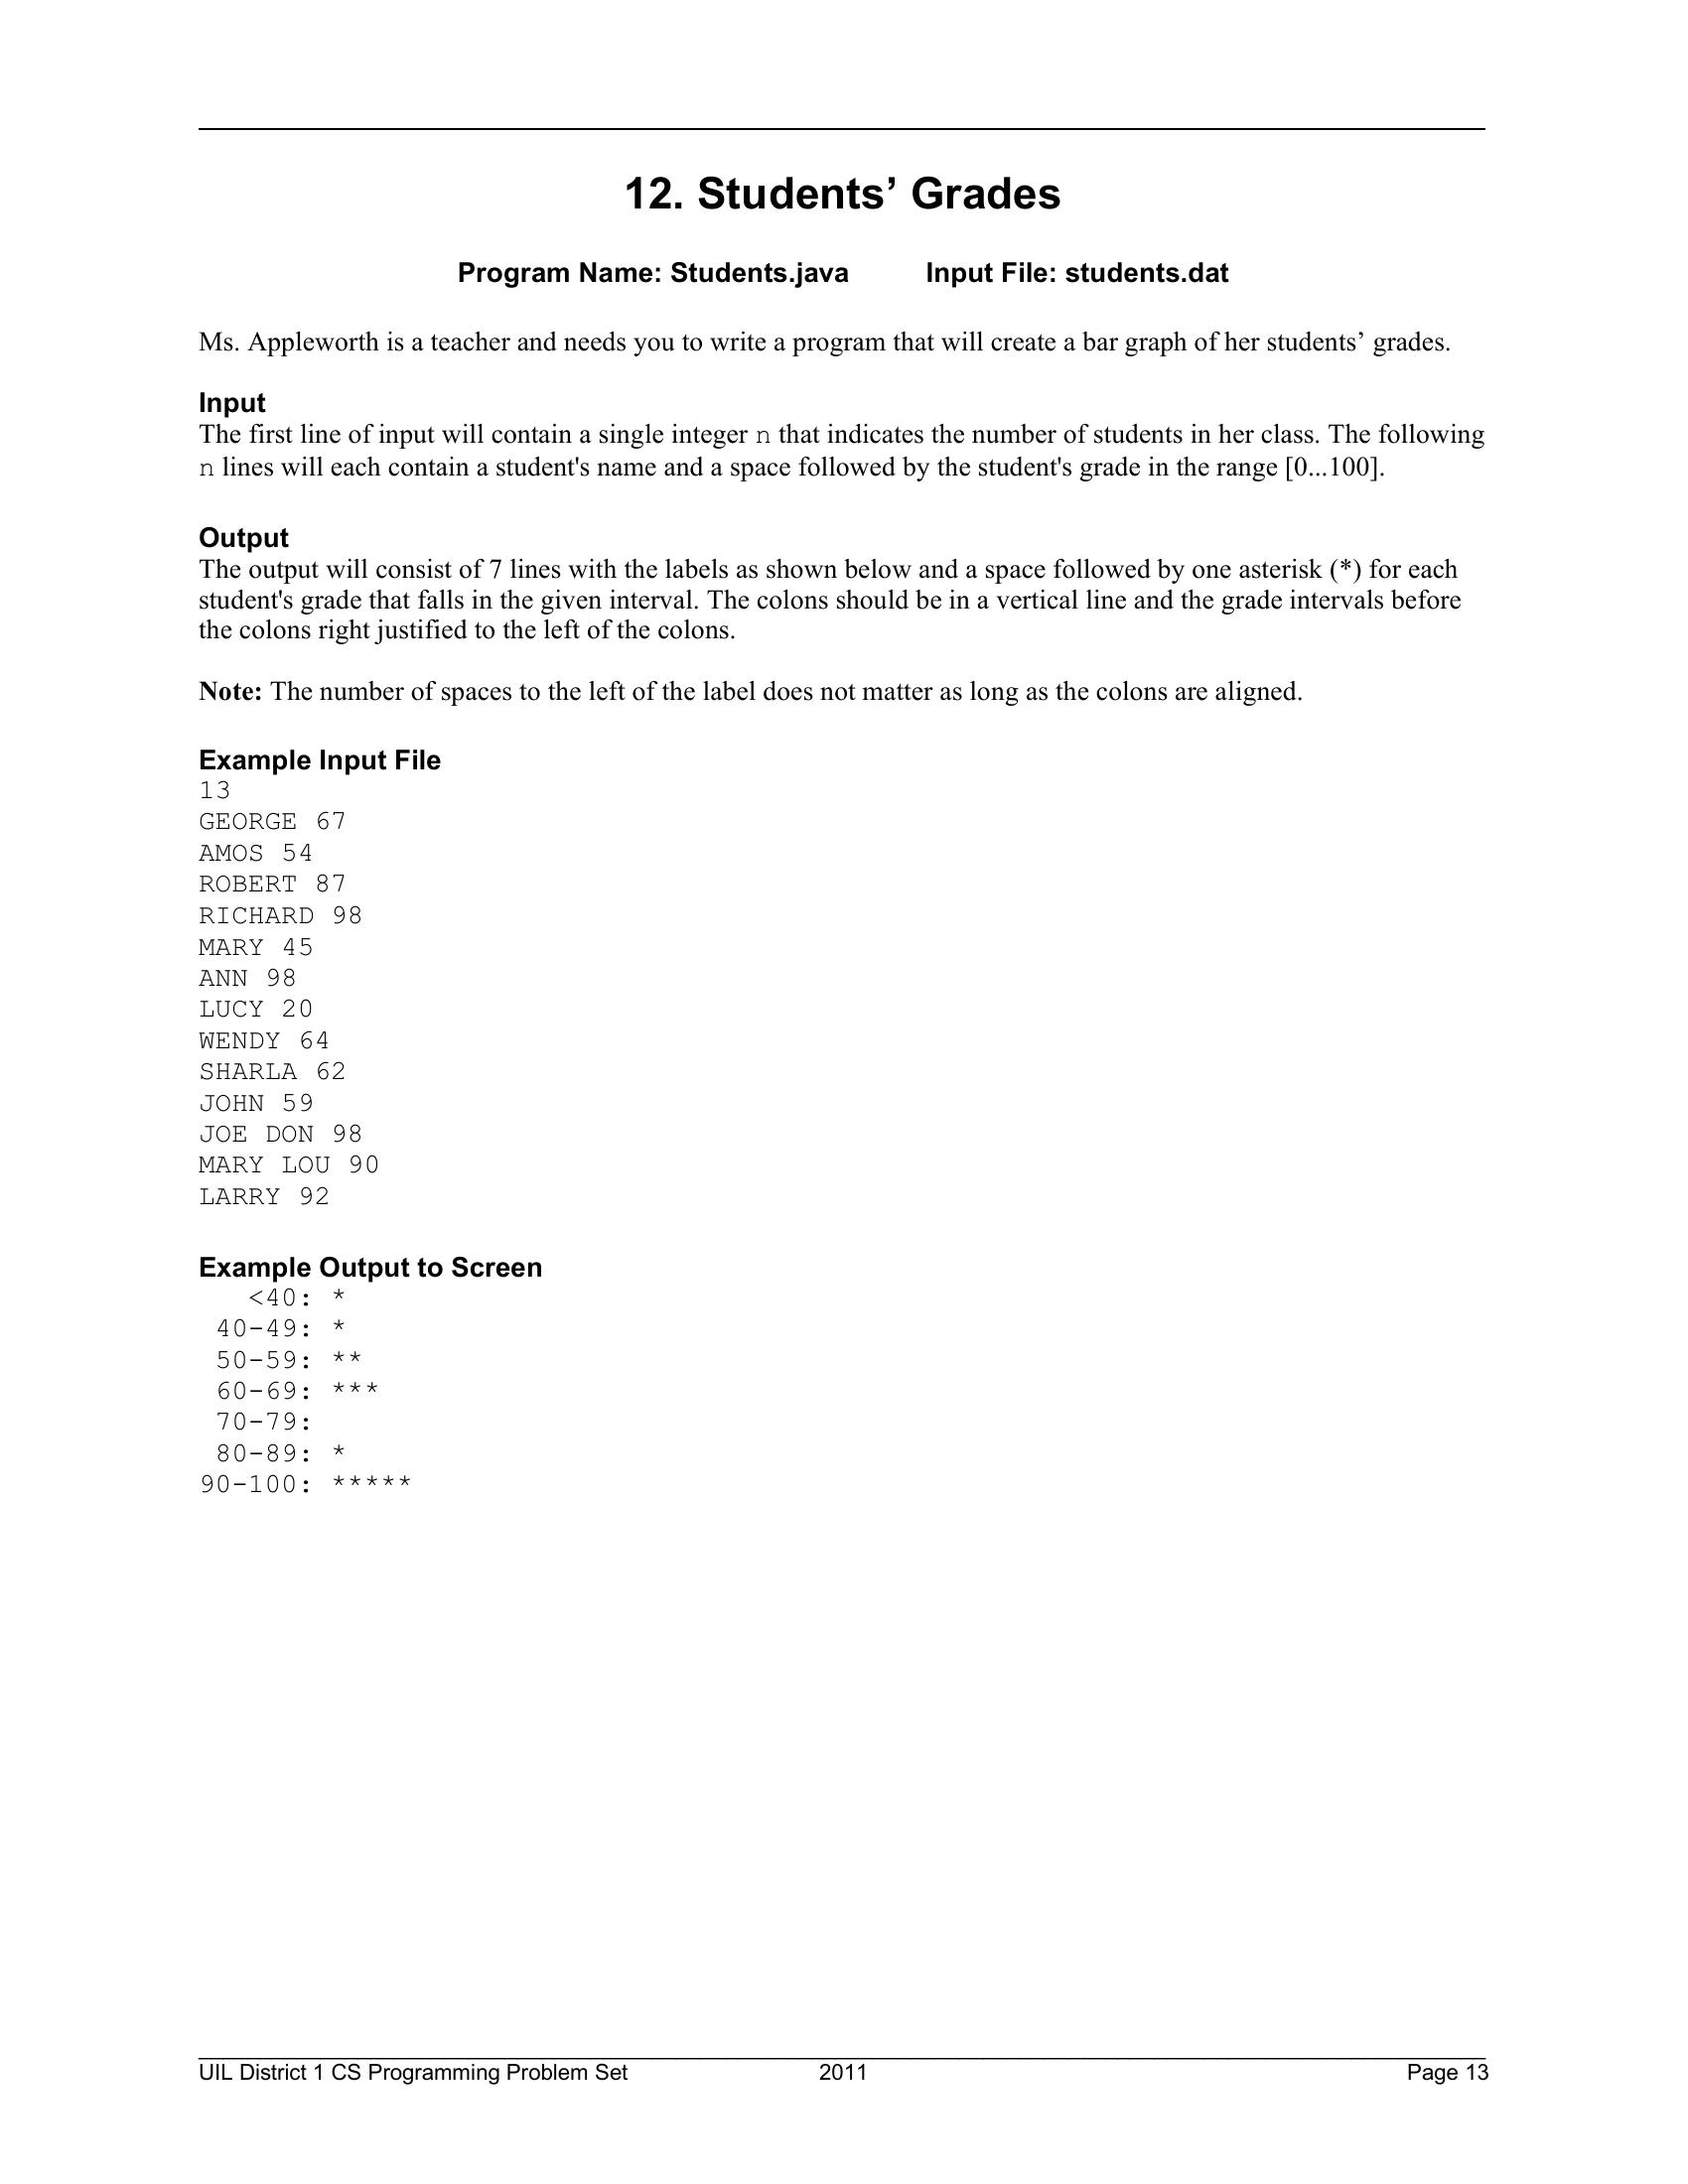 12. Students’ Grades
Program Name: Students.java Input File: students.dat
Ms. Appleworth is a teacher and needs you to write a program that will create a bar graph of her students’ grades.
Input
The first line of input will contain a single integer n that indicates the number of students in her class. The following
n lines will each contain a student's name and a space followed by the student's grade in the range [0...100].
Output
The output will consist of 7 lines with the labels as shown below and a space followed by one asterisk (*) for each
student's grade that falls in the given interval. The colons should be in a vertical line and the grade intervals before
the colons right justified to the left of the colons.
Note: The number of spaces to the left of the label does not matter as long as the colons are aligned.
Example Input File
13
GEORGE 67
AMOS 54
ROBERT 87
RICHARD 98
MARY 45
ANN 98
LUCY 20
WENDY 64
SHARLA 62
JOHN 59
JOE DON 98
MARY LOU 90
LARRY 92
Example Output to Screen
   <40: *
 40-49: *
 50-59: **
 60-69: ***
 70-79:
 80-89: *
90-100: *****
UIL District 1 CS Programming Problem Set 2011 Page 13